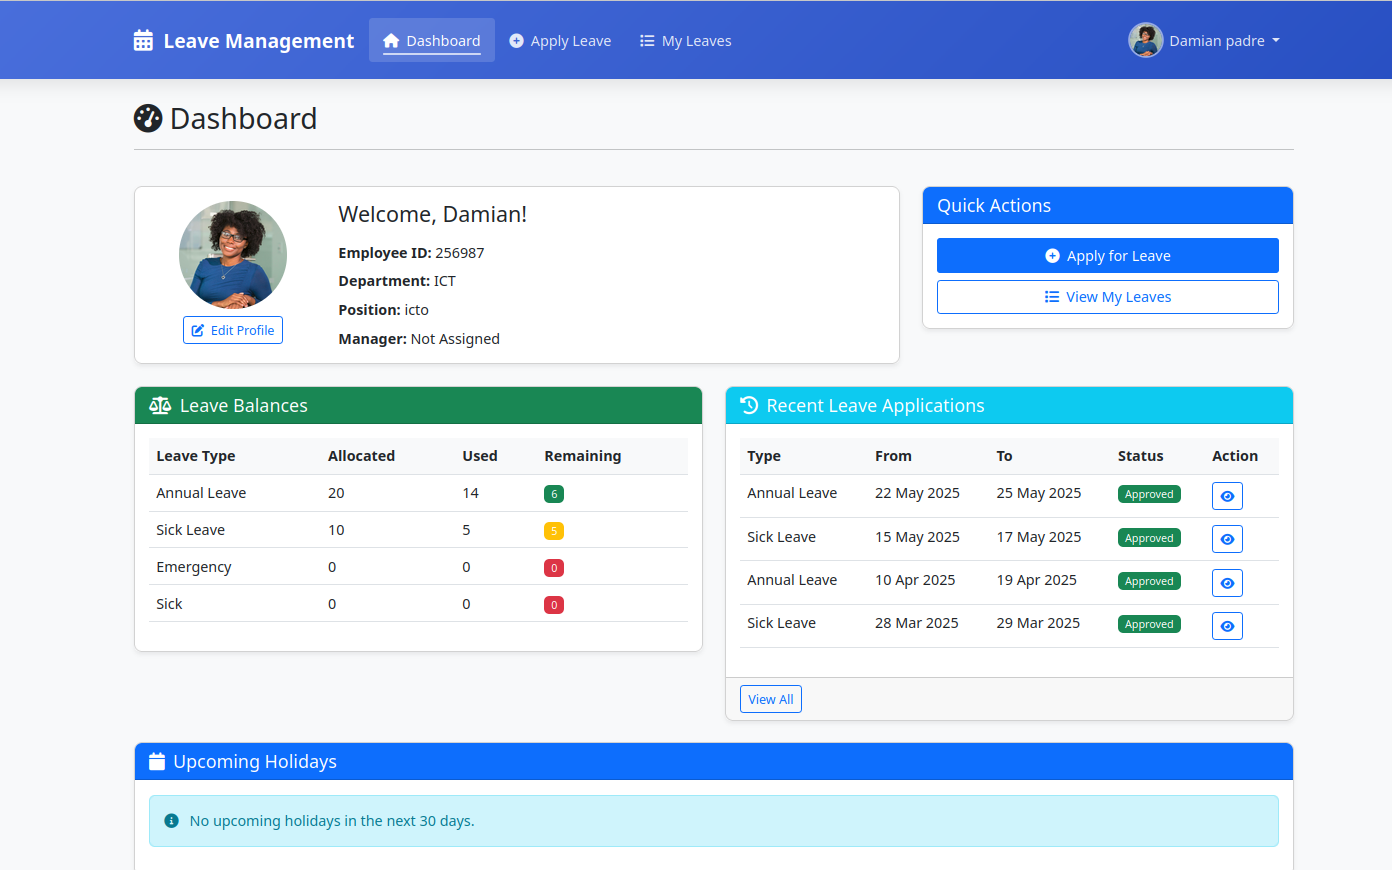 Leave Management Dashboard Apply Leave My Leaves Damian padre
Dashboard
Welcome, Damian!
Employee ID: 256987
Department: ICT
Position: icto
Manager: Not Assigned
Edit Profile
Quick Actions
Apply for Leave
View My Leaves
Leave Balances
Leave Type Allocated Used Remaining
Annual Leave 20 14 6
Sick Leave 10 5 5
Emergency 0 0 0
Sick 0 0 0
Recent Leave Applications
Type From To Status Action
Annual Leave 22 May 2025 25 May 2025 Approved
Sick Leave 15 May 2025 17 May 2025 Approved
Annual Leave 10 Apr 2025 19 Apr 2025 Approved
Sick Leave 28 Mar 2025 29 Mar 2025 Approved
View All
Upcoming Holidays
No upcoming holidays in the next 30 days.